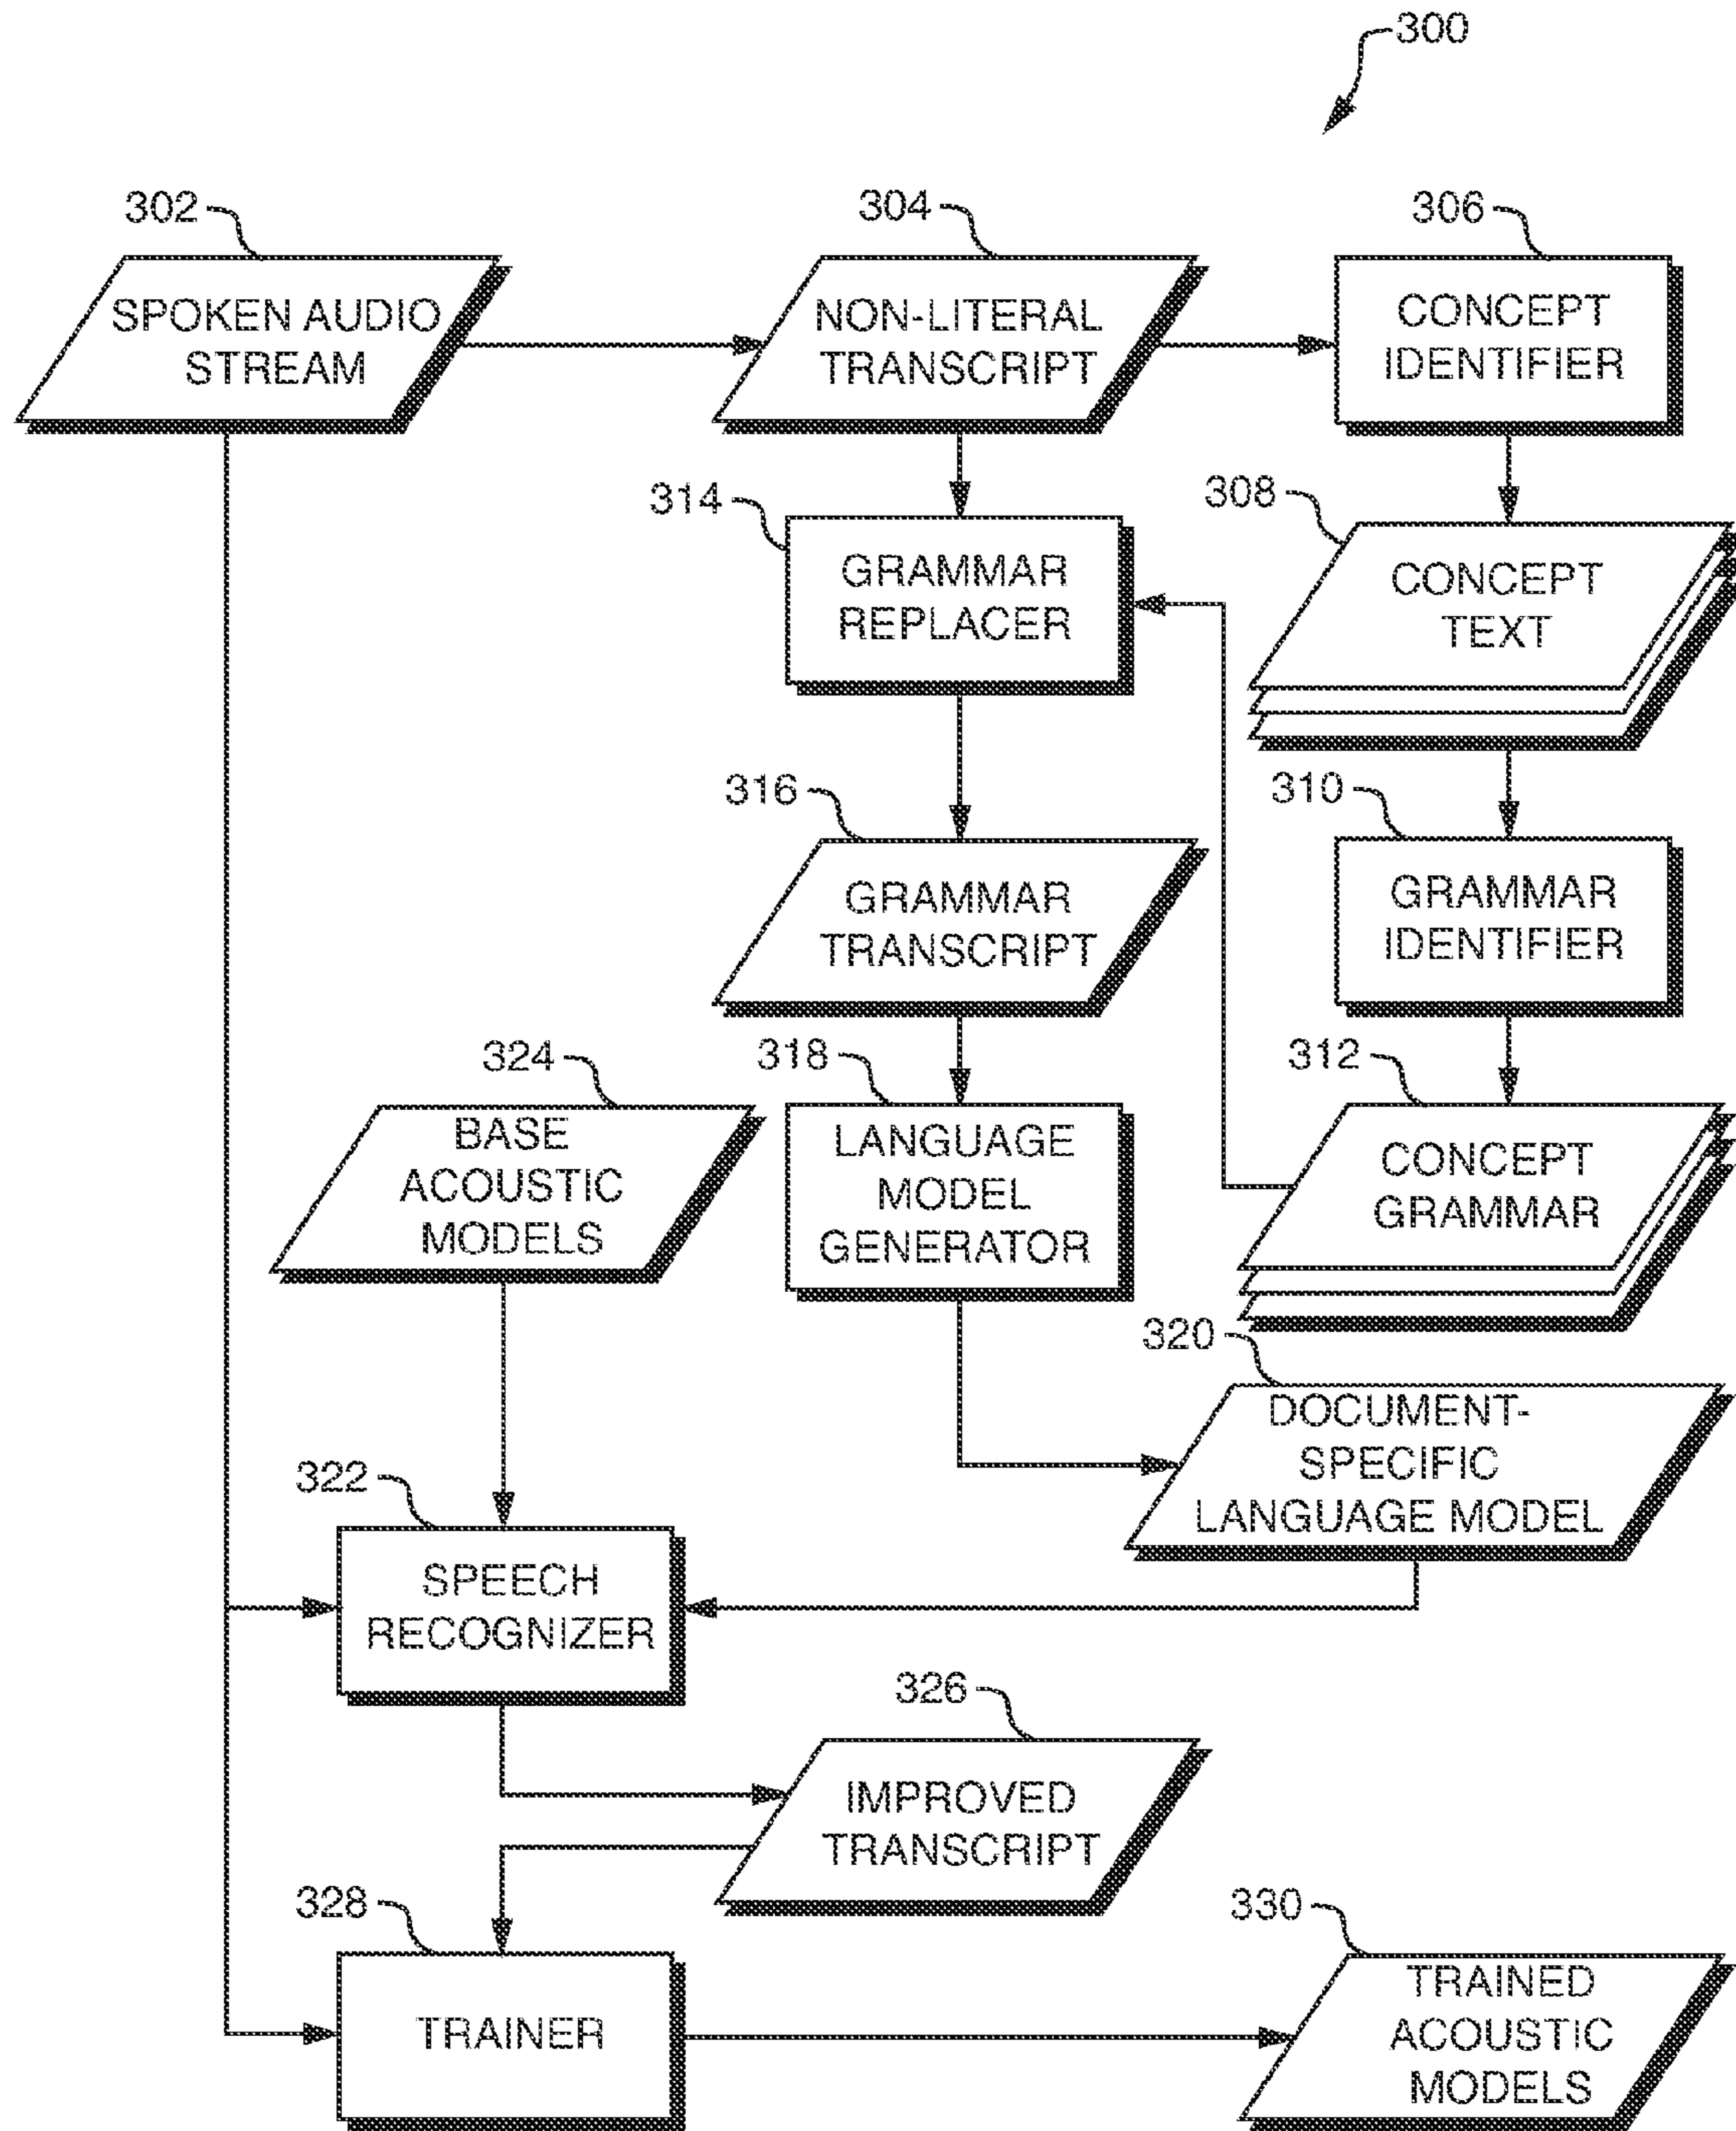 300
302
SPOKEN AUDIO
STREAM
304
NON-LITERAL
TRANSCRIPT
306
CONCEPT
IDENTIFIER
308
CONCEPT
TEXT
314
GRAMMAR
REPLACER
310
GRAMMAR
IDENTIFIER
316
GRAMMAR
TRANSCRIPT
312
CONCEPT
GRAMMAR
324
BASE
ACOUSTIC
MODELS
318
LANGUAGE
MODEL
GENERATOR
320
DOCUMENT-
SPECIFIC
LANGUAGE MODEL
322
SPEECH
RECOGNIZER
326
IMPROVED
TRANSCRIPT
328
TRAINER
330
TRAINED
ACOUSTIC
MODELS